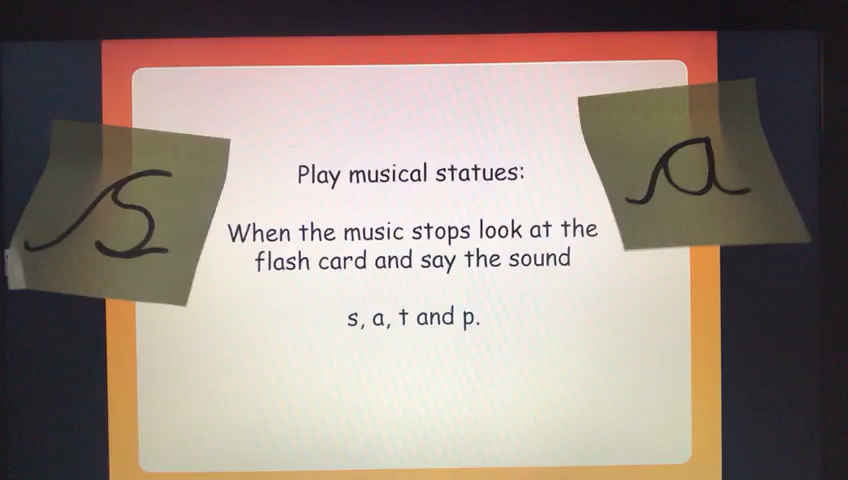 Play musical statues:
s
a
When the music stops look at the
flash card and say the sound
s, a, t and p.